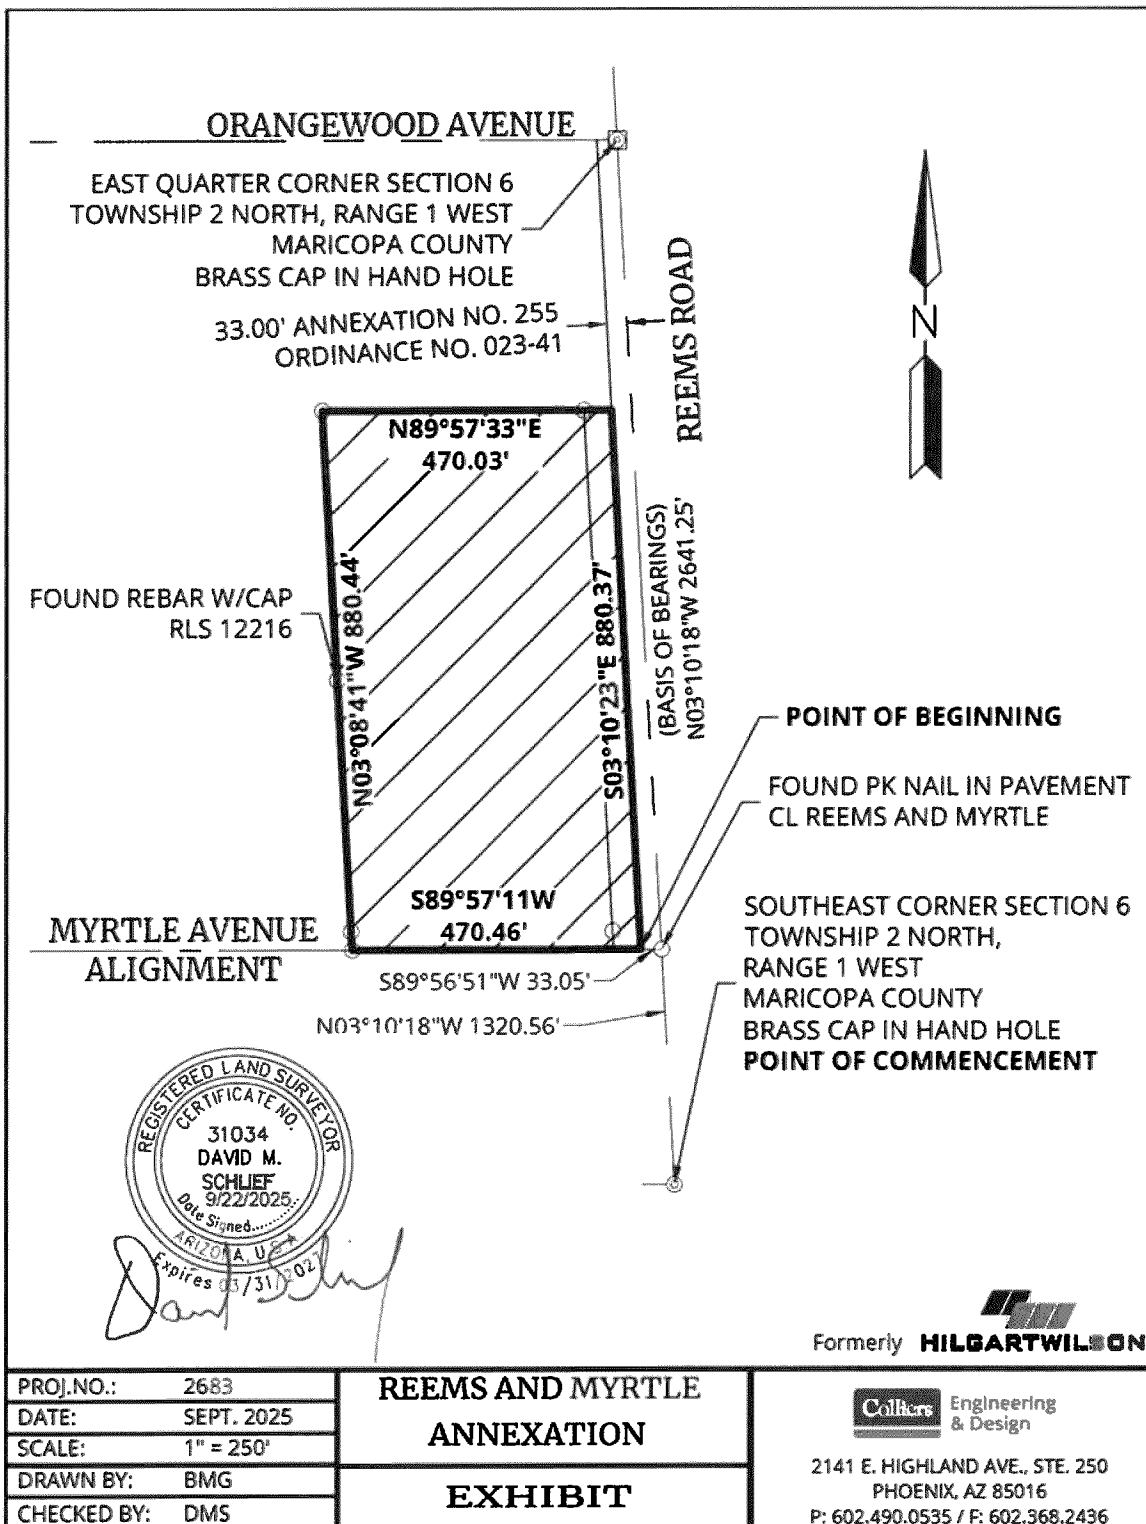 ORANGEWOOD AVENUE
EAST QUARTER CORNER SECTION 6
TOWNSHIP 2 NORTH, RANGE 1 WEST
MARICOPA COUNTY
BRASS CAP IN HAND HOLE
33.00' ANNEXATION NO. 255
ORDINANCE NO. 023-41
REEMS ROAD
N
N89°57'33"E
470.03'
(BASIS OF BEARINGS)
N03°10'18"W 2641.25'
FOUND REBAR W/CAP
RLS 12216
N03°08'41"W 880.44'
S03°10'23"E 880.37'
POINT OF BEGINNING
FOUND PK NAIL IN PAVEMENT
CL REEMS AND MYRTLE
S89°57'11W
470.46'
MYRTLE AVENUE
ALIGNMENT
S89°56'51"W 33.05'
N03°10'18"W 1320.56'
SOUTHEAST CORNER SECTION 6
TOWNSHIP 2 NORTH,
RANGE 1 WEST
MARICOPA COUNTY
BRASS CAP IN HAND HOLE
POINT OF COMMENCEMENT
REGISTERED LAND SURVEYOR
CERTIFICATE NO.
31034
DAVID M.
SCHLIEF
9/22/2025
Date Signed..........
ARIZONA, U.S.A.
Expires 03/31/2027
Formerly HILGARTWILSON
PROJ.NO.: 2683
DATE: SEPT. 2025
SCALE: 1" = 250'
DRAWN BY: BMG
CHECKED BY: DMS
REEMS AND MYRTLE
ANNEXATION
EXHIBIT
Colliers Engineering
& Design
2141 E. HIGHLAND AVE., STE. 250
PHOENIX, AZ 85016
P: 602.490.0535 / F: 602.368.2436